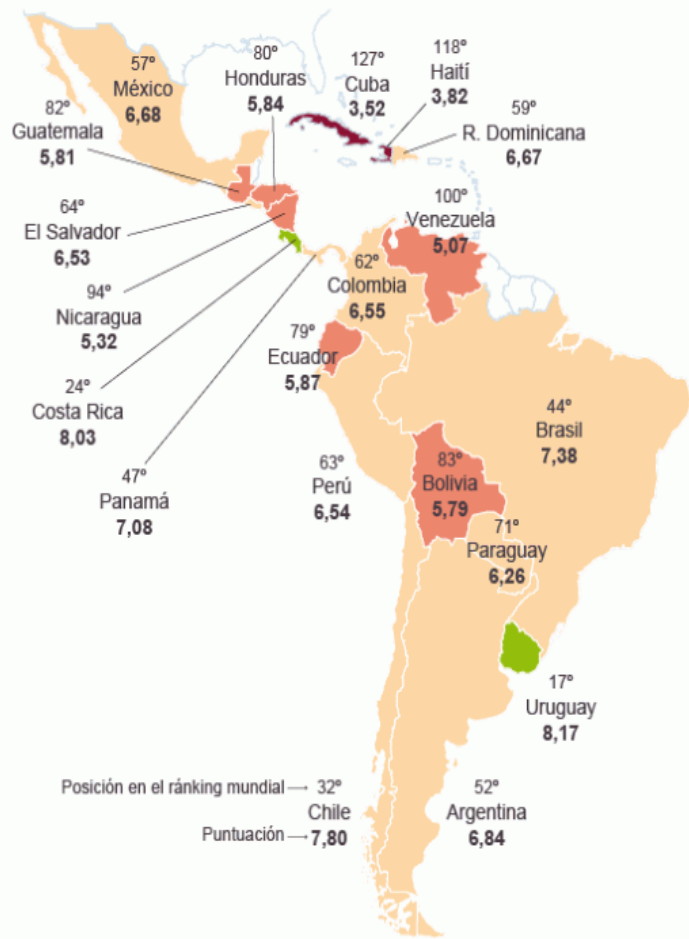 57º
México
6,68
80º
Honduras
5,84
127º
Cuba
3,52
118º
Haití
3,82
59º
R. Dominicana
6,67
82º
Guatemala
5,81
64º
El Salvador
6,53
94º
Nicaragua
5,32
24º
Costa Rica
8,03
47º
Panamá
7,08
100º
Venezuela
5,07
62º
Colombia
6,55
79º
Ecuador
5,87
44º
Brasil
7,38
63º
Perú
6,54
83º
Bolivia
5,79
71º
Paraguay
6,26
17º
Uruguay
8,17
Posición en el ránking mundial
32º
Chile
Puntuación
7,80
52º
Argentina
6,84